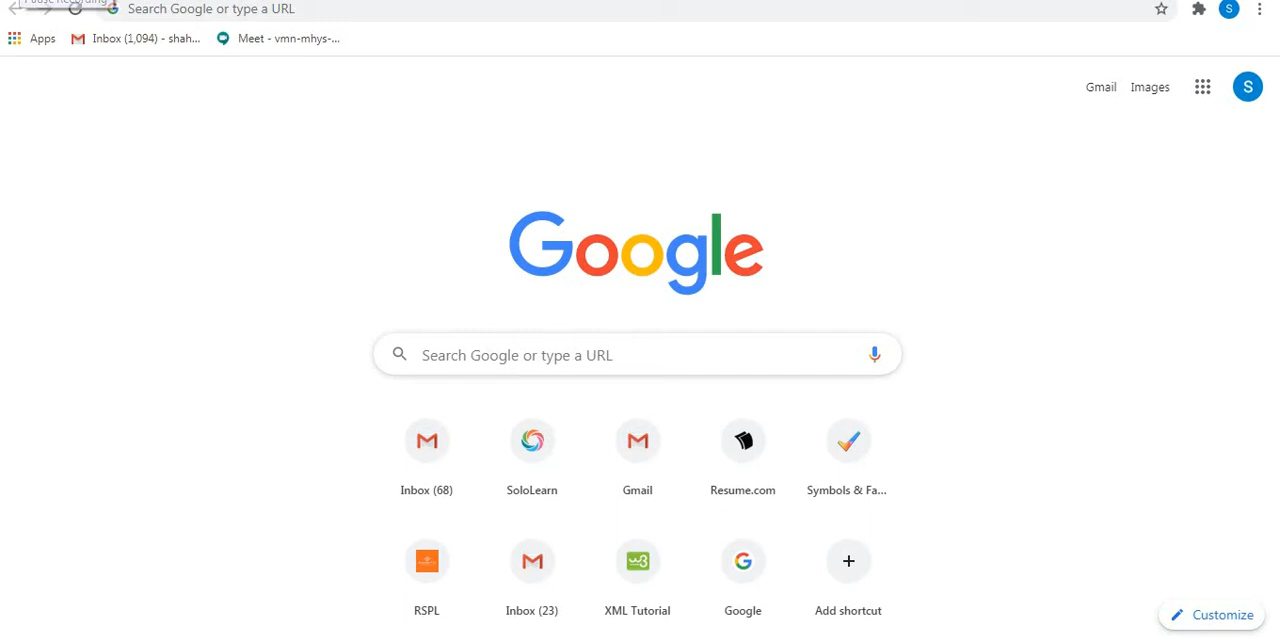 Search Google or type a URL
S
Apps
Inbox (1,094) - shah...
Meet - vmn-mhys-...
Gmail
Images
S
Google
Search Google or type a URL
Inbox (68)
SoloLearn
Gmail
Resume.com
Symbols & Fa...
RSPL
Inbox (23)
XML Tutorial
Google
Add shortcut
Customize